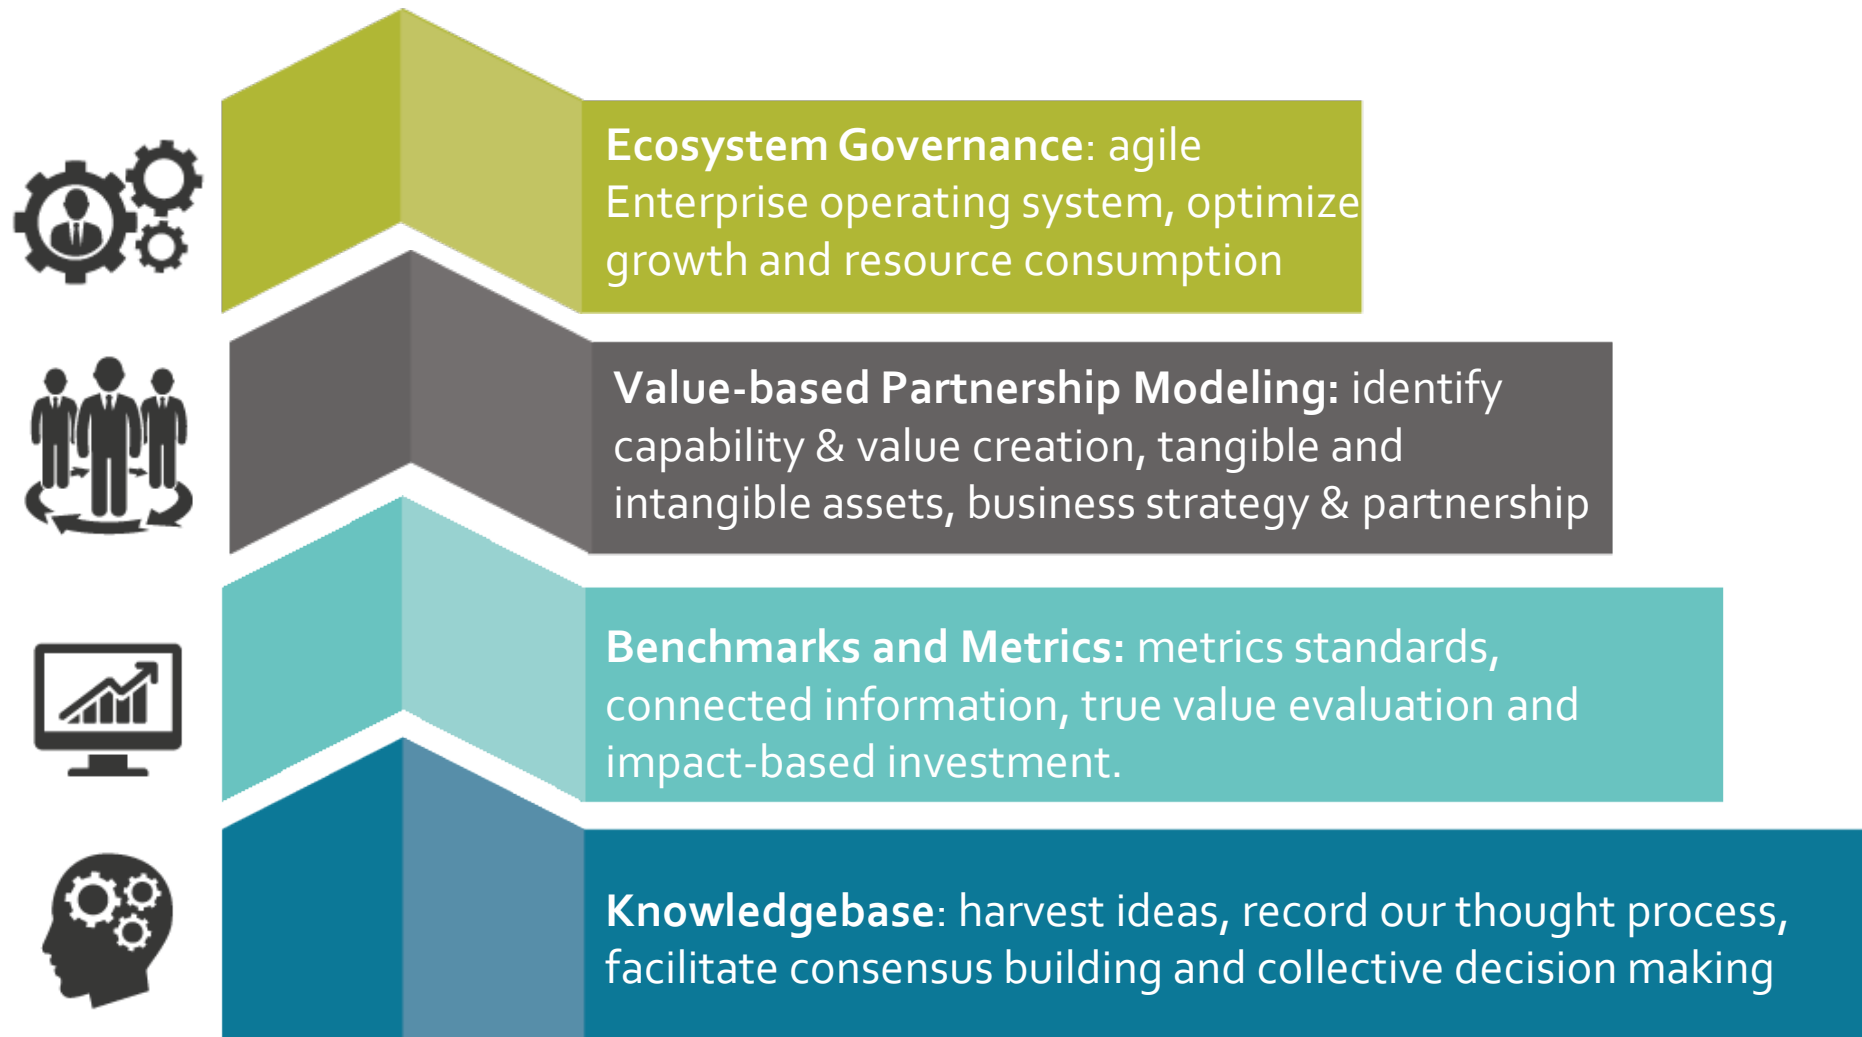 Ecosystem Governance: agile
Enterprise operating system, optimize
growth and resource consumption
Value-based Partnership Modeling: identify
capability & value creation, tangible and
intangible assets, business strategy & partnership
Benchmarks and Metrics: metrics standards,
connected information, true value evaluation and
impact-based investment.
Knowledgebase: harvest ideas, record our thought process,
facilitate consensus building and collective decision making